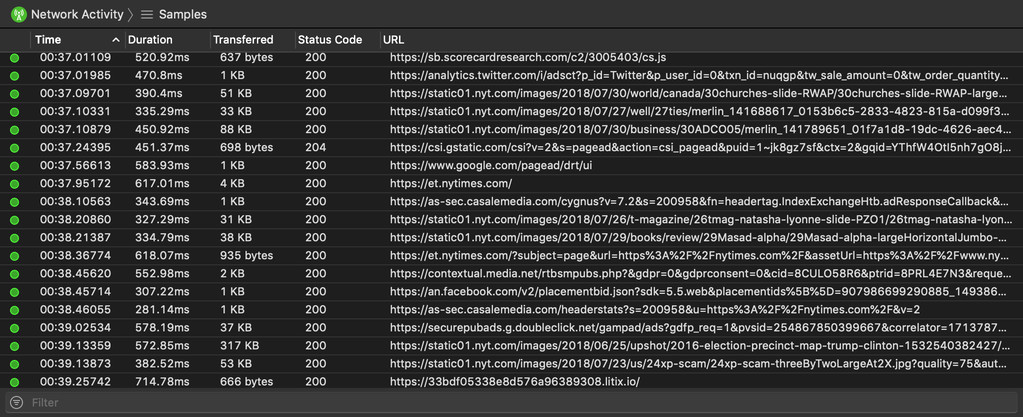 Network Activity Samples
Time Duration Transferred Status Code URL
00:37.01109 520.92ms 637 bytes 200 https://sb.scorecardresearch.com/c2/3005403/cs.js
00:37.01985 470.8ms 1 KB 200 https://analytics.twitter.com/i/adsct?p_id=Twitter&p_user_id=0&txn_id=nuqgp&tw_sale_amount=0&tw_order_quantity...
00:37.09701 390.4ms 51 KB 200 https://static01.nyt.com/images/2018/07/30/world/canada/30churches-slide-RWAP/30churches-slide-RWAP-large...
00:37.10331 335.29ms 33 KB 200 https://static01.nyt.com/images/2018/07/27/well/27ties/merlin_141688617_0153b6c5-2833-4823-815a-d099f3...
00:37.10879 450.92ms 88 KB 200 https://static01.nyt.com/images/2018/07/30/business/30ADCO05/merlin_141789651_01f7a1d8-19dc-4626-aec4...
00:37.24395 451.37ms 698 bytes 204 https://csi.gstatic.com/csi?v=2&s=pagead&action=csi_pagead&puid=1~jk8gz7sf&ctx=2&gqid=YThfW4OtI5nh7gO8j...
00:37.56613 583.93ms 1 KB 200 https://www.google.com/pagead/drt/ui
00:37.95172 617.01ms 4 KB 200 https://et.nytimes.com/
00:38.10563 343.69ms 1 KB 200 https://as-sec.casalemedia.com/cygnus?v=7.2&s=200958&fn=headertag.IndexExchangeHtb.adResponseCallback&...
00:38.20860 327.29ms 31 KB 200 https://static01.nyt.com/images/2018/07/26/t-magazine/26tmag-natasha-lyonne-slide-PZO1/26tmag-natasha-lyon...
00:38.21387 334.79ms 38 KB 200 https://static01.nyt.com/images/2018/07/29/books/review/29Masad-alpha/29Masad-alpha-largeHorizontalJumbo-...
00:38.36774 618.07ms 935 bytes 200 https://et.nytimes.com/?subject=page&url=https%3A%2F%2Fnytimes.com%2F&assetUrl=https%3A%2F%2Fwww.ny...
00:38.45620 552.98ms 2 KB 200 https://contextual.media.net/rtbsmpubs.php?&gdpr=0&gdprconsent=0&cid=8CULO58R6&ptrid=8PRL4E7N3&reque...
00:38.45714 307.22ms 1 KB 200 https://an.facebook.com/v2/placementbid.json?sdk=5.5.web&placementids%5B%5D=907986699290885_149386...
00:38.46055 281.14ms 1 KB 200 https://as-sec.casalemedia.com/headerstats?s=200958&u=https%3A%2F%2Fnytimes.com%2F&v=2
00:39.02534 578.19ms 37 KB 200 https://securepubads.g.doubleclick.net/gampad/ads?gdfp_req=1&pvsid=254867850399667&correlator=1713787...
00:39.13359 572.85ms 317 KB 200 https://static01.nyt.com/images/2018/06/25/upshot/2016-election-precinct-map-trump-clinton-1532540382427/...
00:39.13873 382.52ms 53 KB 200 https://static01.nyt.com/images/2018/07/23/us/24xp-scam/24xp-scam-threeByTwoLargeAt2X.jpg?quality=75&aut...
00:39.25742 714.78ms 666 bytes 200 https://33bdf05338e8d576a96389308.litix.io/
Filter